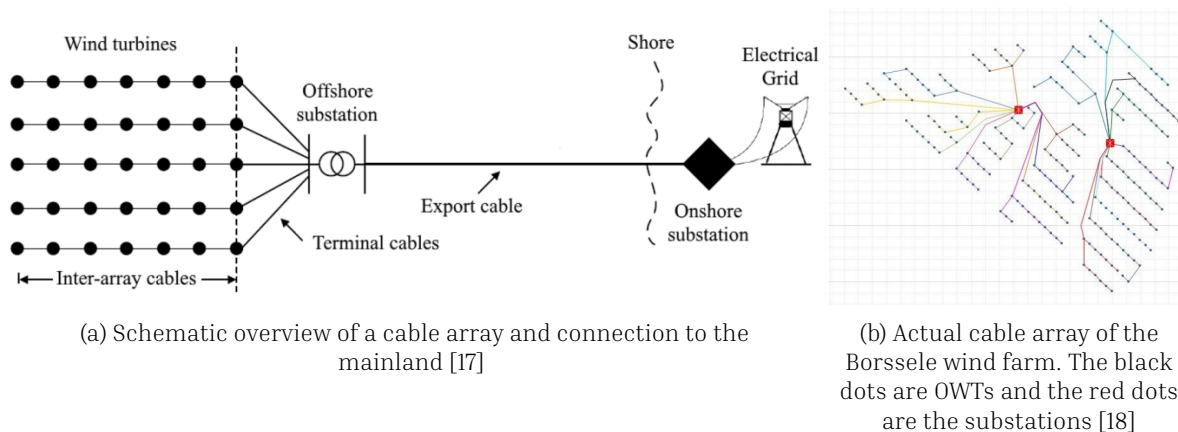 Wind turbines
Shore
Electrical
Grid
Offshore
substation
Export cable
Onshore
substation
Terminal cables
Inter-array cables
(a) Schematic overview of a cable array and connection to the
mainland [17]
(b) Actual cable array of the
Borssele wind farm. The black
dots are OWTs and the red dots
are the substations [18]